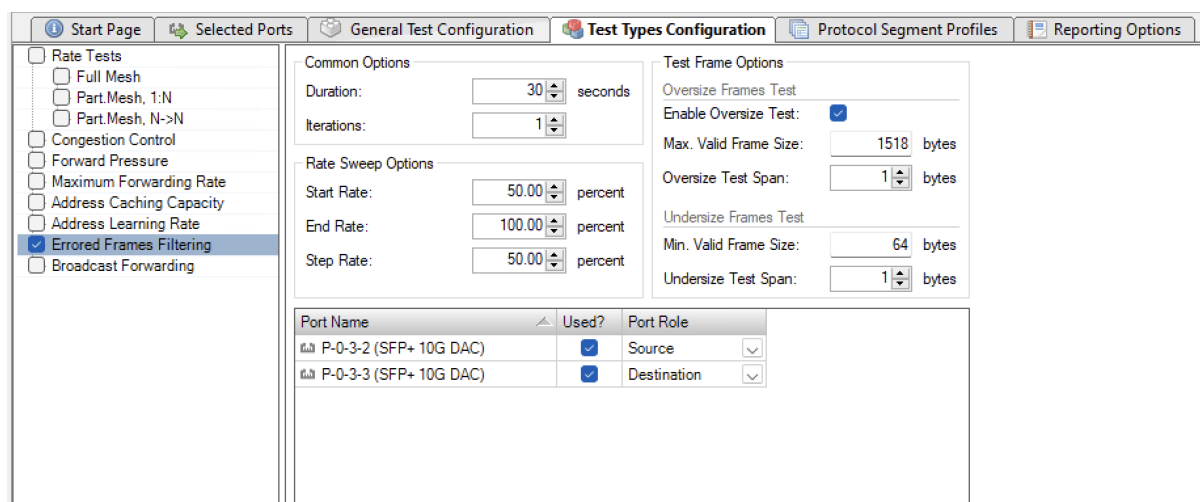 Start Page
Selected Ports
General Test Configuration
Test Types Configuration
Protocol Segment Profiles
Reporting Options
Rate Tests
Full Mesh
Part.Mesh, 1:N
Part.Mesh, N->N
Congestion Control
Forward Pressure
Maximum Forwarding Rate
Address Caching Capacity
Address Learning Rate
Errored Frames Filtering
Broadcast Forwarding
Common Options
Duration: 30 seconds
Iterations: 1
Rate Sweep Options
Start Rate: 50.00 percent
End Rate: 100.00 percent
Step Rate: 50.00 percent
Test Frame Options
Oversize Frames Test
Enable Oversize Test:
Max. Valid Frame Size: 1518 bytes
Oversize Test Span: 1 bytes
Undersize Frames Test
Min. Valid Frame Size: 64 bytes
Undersize Test Span: 1 bytes
Port Name Used? Port Role
P-0-3-2 (SFP+ 10G DAC) Source
P-0-3-3 (SFP+ 10G DAC) Destination